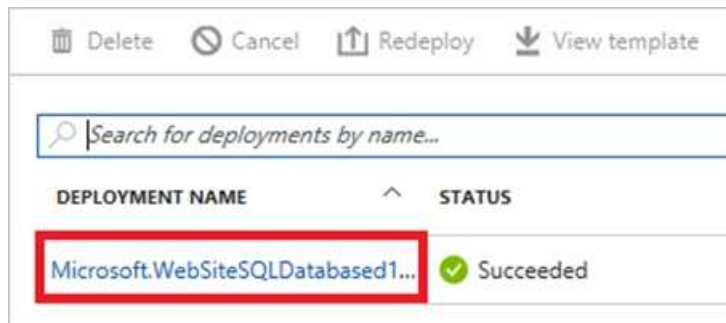 Delete Cancel Redeploy View template
Search for deployments by name...
DEPLOYMENT NAME STATUS
Microsoft.WebSiteSQLDatabased1... Succeeded